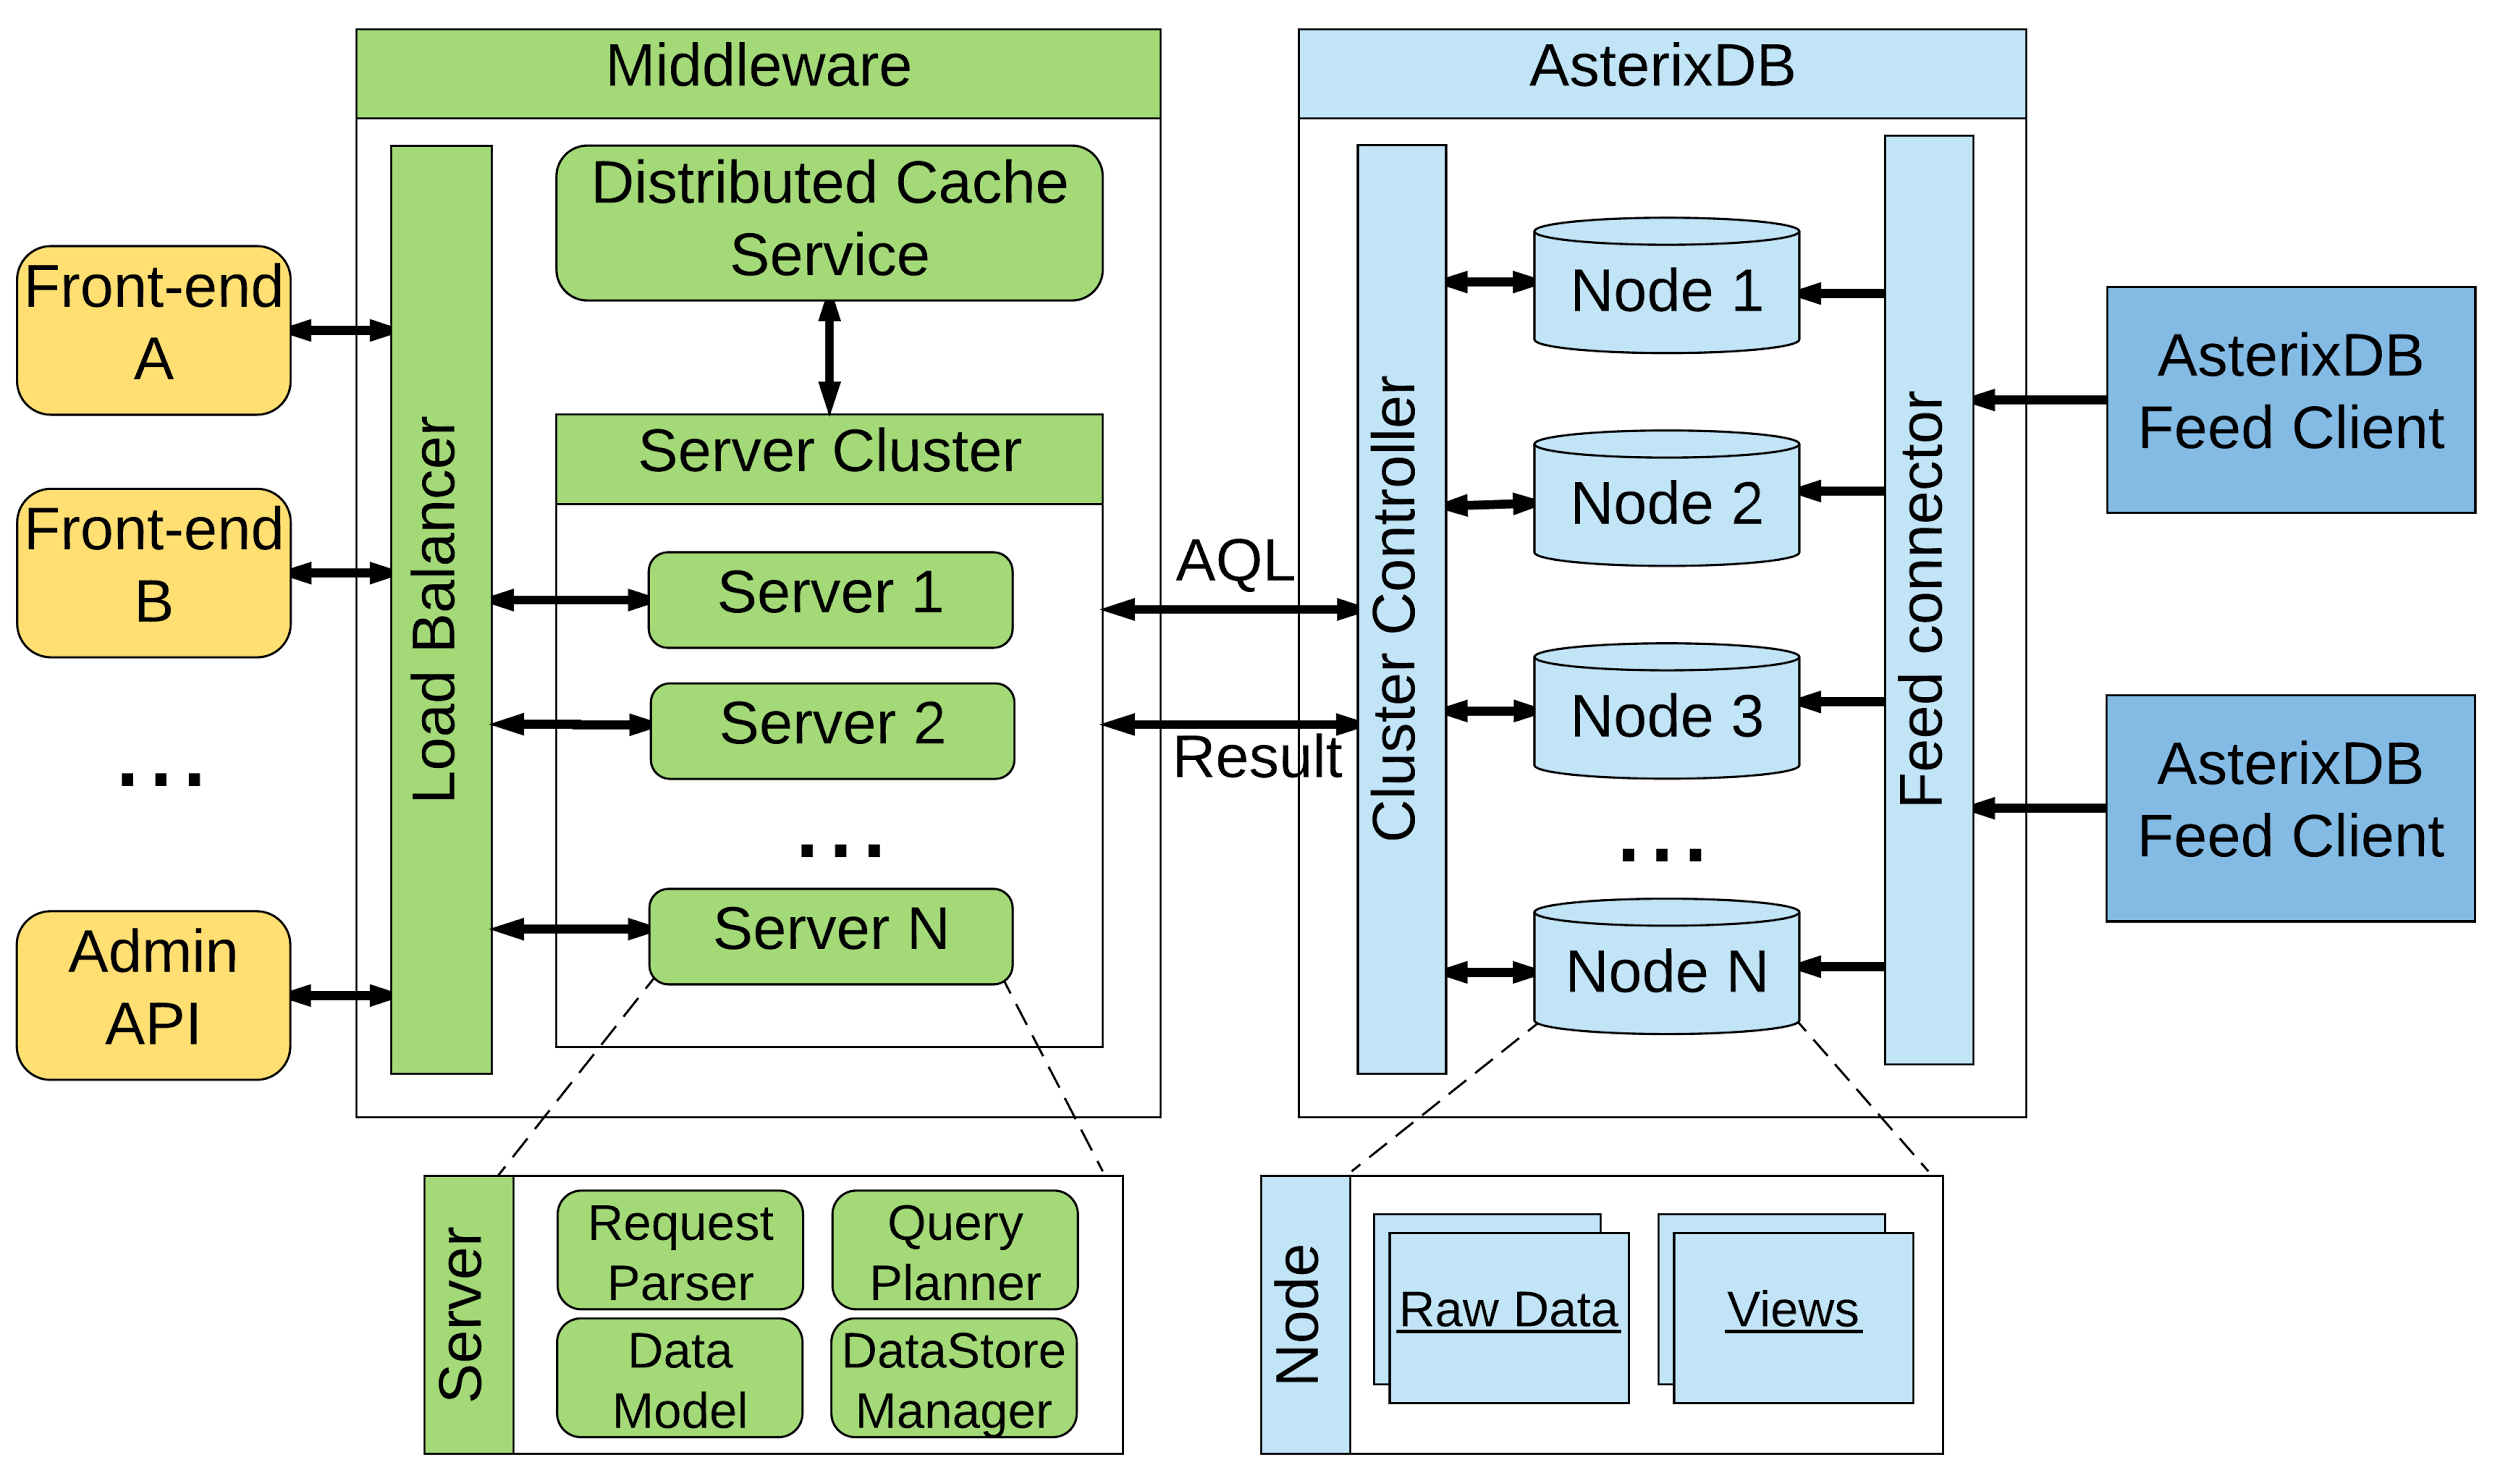 Middleware
AsterixDB
Front-end
A
Front-end
B
...
Admin
API
Load Balancer
Distributed Cache
Service
Server Cluster
Server 1
Server 2
...
Server N
AQL
Result
Cluster Controller
Node 1
Node 2
Node 3
...
Node N
Feed connector
AsterixDB
Feed Client
AsterixDB
Feed Client
Server
Request
Parser
Query
Planner
Data
Model
DataStore
Manager
Node
Raw Data
Views